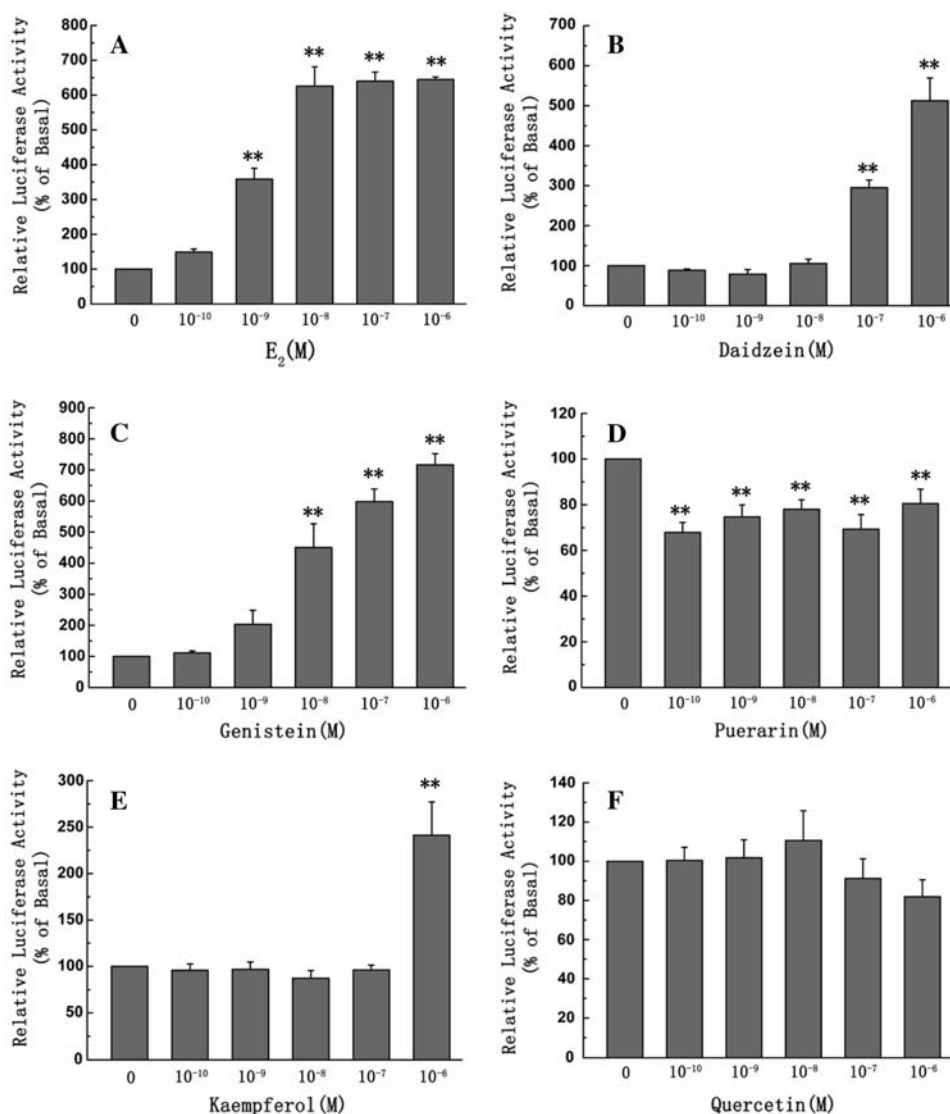 A
Relative Luciferase Activity
(% of Basal)
800
700
600
500
400
300
200
100
0
** ** ** **
0 10⁻¹⁰ 10⁻⁹ 10⁻⁸ 10⁻⁷ 10⁻⁶
E₂(M)
B
Relative Luciferase Activity
(% of Basal)
700
600
500
400
300
200
100
0
** **
0 10⁻¹⁰ 10⁻⁹ 10⁻⁸ 10⁻⁷ 10⁻⁶
Daidzein(M)
C
Relative Luciferase Activity
(% of Basal)
900
800
700
600
500
400
300
200
100
0
** ** **
0 10⁻¹⁰ 10⁻⁹ 10⁻⁸ 10⁻⁷ 10⁻⁶
Genistein(M)
D
Relative Luciferase Activity
(% of Basal)
120
100
80
60
40
20
0
** ** ** ** **
0 10⁻¹⁰ 10⁻⁹ 10⁻⁸ 10⁻⁷ 10⁻⁶
Puerarin(M)
E
Relative Luciferase Activity
(% of Basal)
300
250
200
150
100
50
0
**
0 10⁻¹⁰ 10⁻⁹ 10⁻⁸ 10⁻⁷ 10⁻⁶
Kaempferol(M)
F
Relative Luciferase Activity
(% of Basal)
140
120
100
80
60
40
20
0
0 10⁻¹⁰ 10⁻⁹ 10⁻⁸ 10⁻⁷ 10⁻⁶
Quercetin(M)